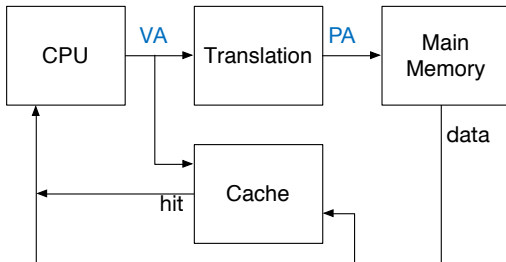 CPU
VA
Translation
PA
Main
Memory
data
hit
Cache